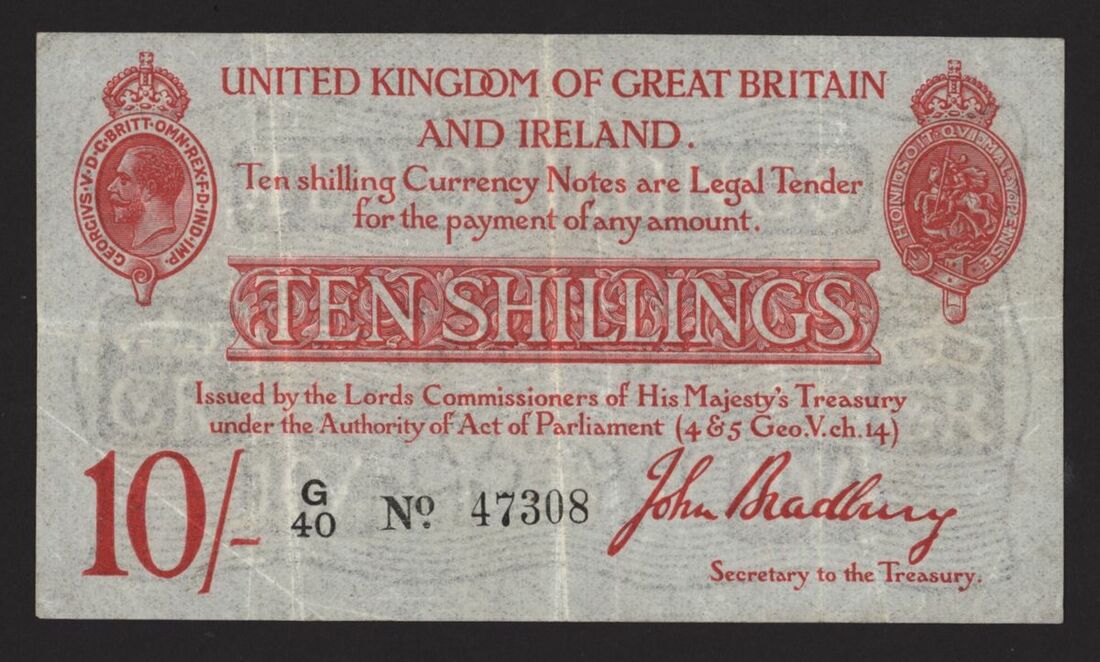 UNITED KINGDOM OF GREAT BRITAIN
AND IRELAND.
GEORGIVS·V·D·G·BRITT·OMN·REX·F·D·IND·IMP.
HONI·SOIT·QVI·MAL·Y·PENSE
Ten shilling Currency Notes are Legal Tender
for the payment of any amount.
TEN SHILLINGS
Issued by the Lords Commissioners of His Majesty's Treasury
under the Authority of Act of Parliament (4 & 5 Geo.V.ch.14)
10/-
G
40
No. 47308
John Bradbury
Secretary to the Treasury.